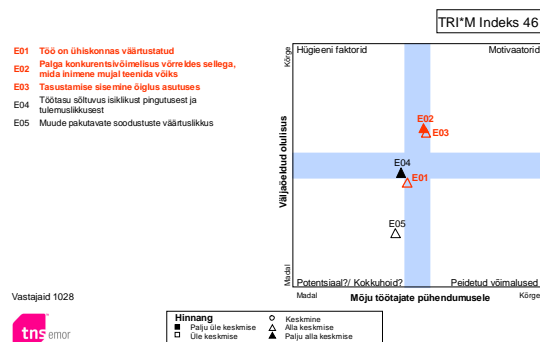 TRI*M Indeks 46
E01 Töö on ühiskonnas väärtustatud
E02 Palga konkurentsivõimelisus võrreldes sellega,
mida inimene mujal teenida võiks
E03 Tasustamise sisemine õiglus asutuses
E04 Töötasu sõltuvus isiklikust pingutusest ja
tulemuslikkusest
E05 Muude pakutavate soodustuste väärtuslikkus
Kõrge
Hügieeni faktorid
Motivaatorid
Väljaöeldud olulisus
E02
E03
E04
E01
E05
Madal
Potentsiaal?/ Kokkuhoid?
Peidetud võimalused
Madal
Mõju töötajate pühendumusele
Kõrge
Vastajaid 1028
tns emor
Hinnang
Palju üle keskmise
Üle keskmise
Keskmine
Alla keskmise
Palju alla keskmise